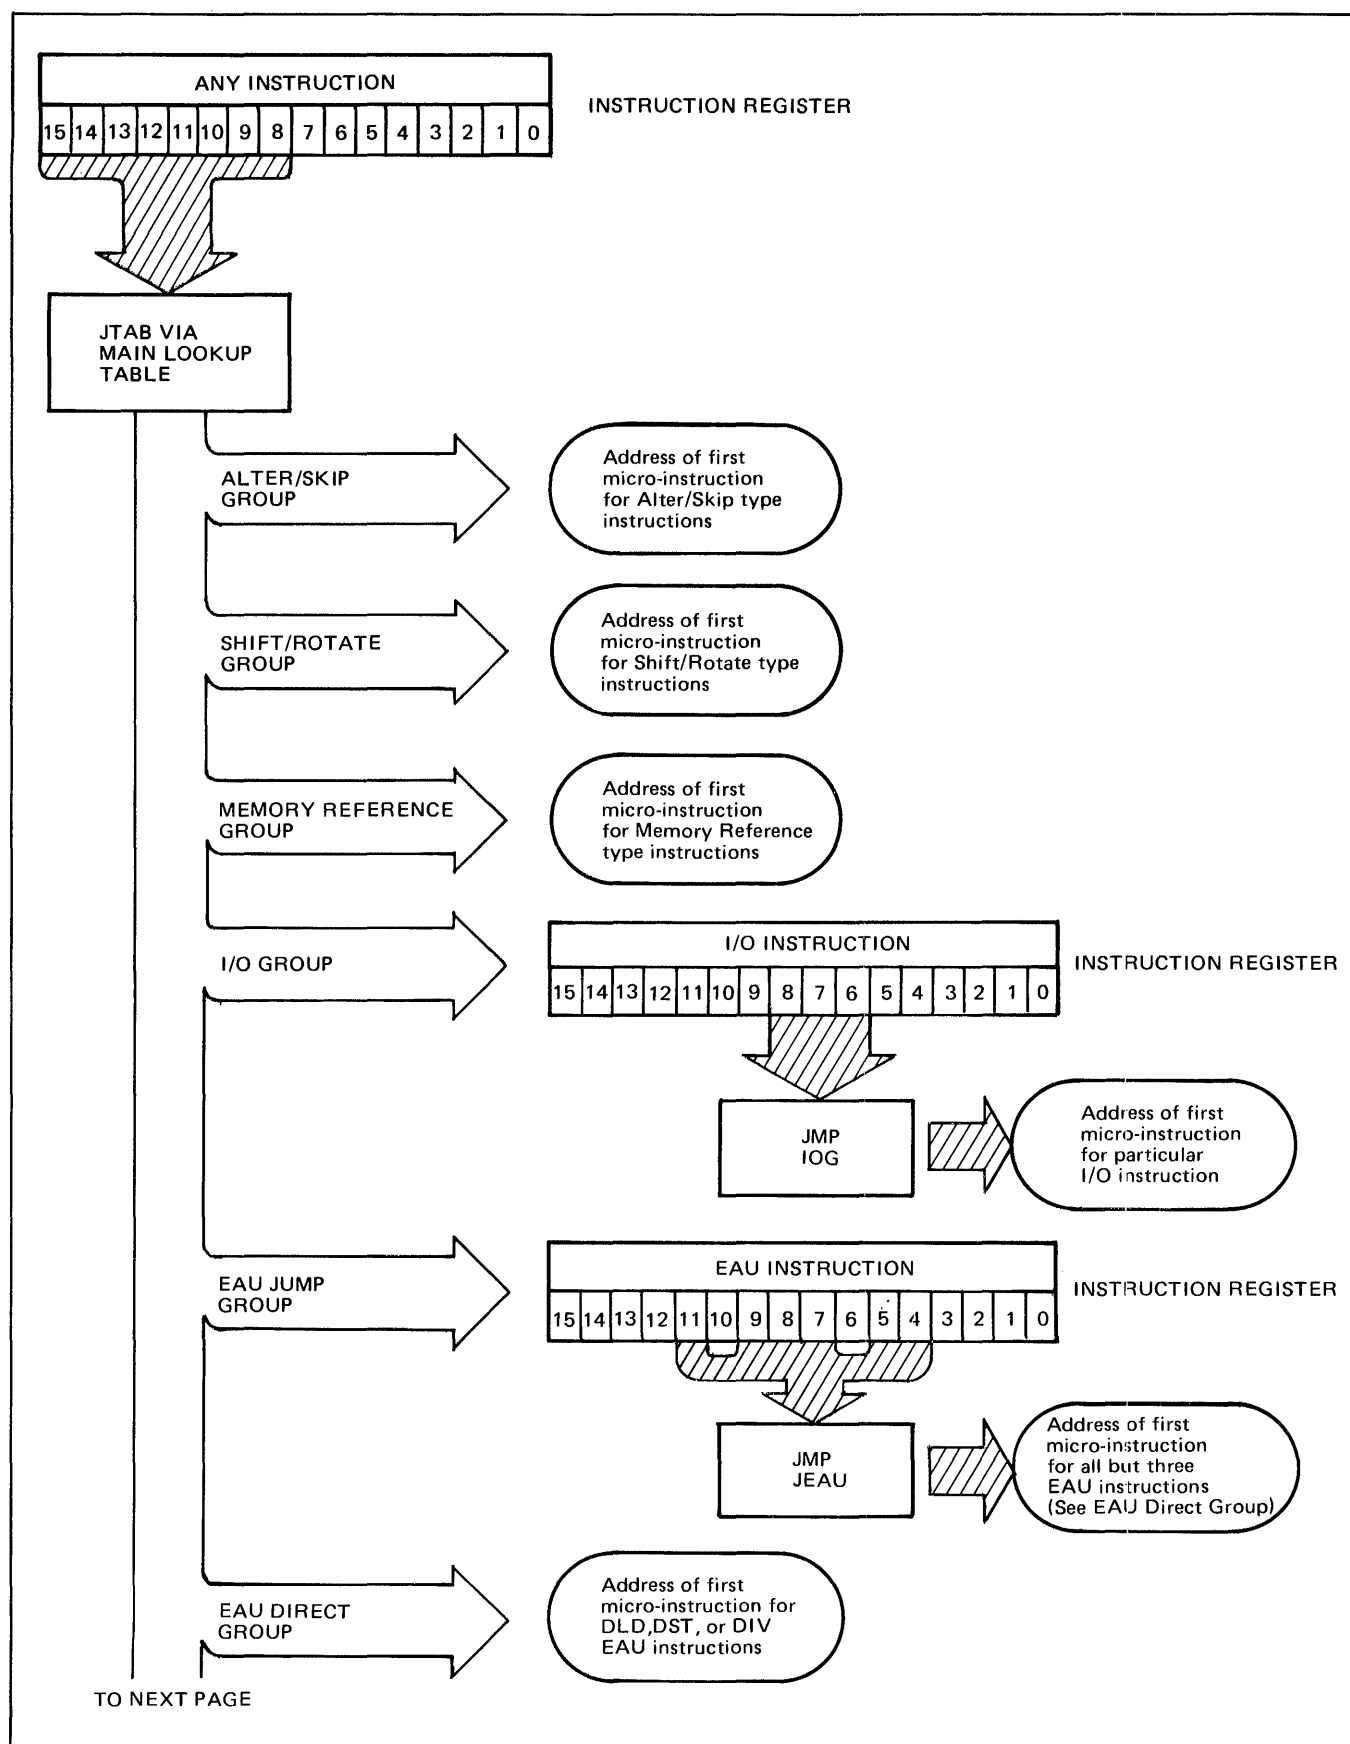 ANY INSTRUCTION
INSTRUCTION REGISTER
15 14 13 12 11 10 9 8 7 6 5 4 3 2 1 0
JTAB VIA
MAIN LOOKUP
TABLE
ALTER/SKIP
GROUP
Address of first
micro-instruction
for Alter/Skip type
instructions
SHIFT/ROTATE
GROUP
Address of first
micro-instruction
for Shift/Rotate type
instructions
MEMORY REFERENCE
GROUP
Address of first
micro-instruction
for Memory Reference
type instructions
I/O GROUP
I/O INSTRUCTION
15 14 13 12 11 10 9 8 7 6 5 4 3 2 1 0
INSTRUCTION REGISTER
JMP
IOG
Address of first
micro-instruction
for particular
I/O instruction
EAU JUMP
GROUP
EAU INSTRUCTION
15 14 13 12 11 10 9 8 7 6 5 4 3 2 1 0
INSTRUCTION REGISTER
JMP
JEAU
Address of first
micro-instruction
for all but three
EAU instructions
(See EAU Direct Group)
EAU DIRECT
GROUP
Address of first
micro-instruction for
DLD,DST, or DIV
EAU instructions
TO NEXT PAGE